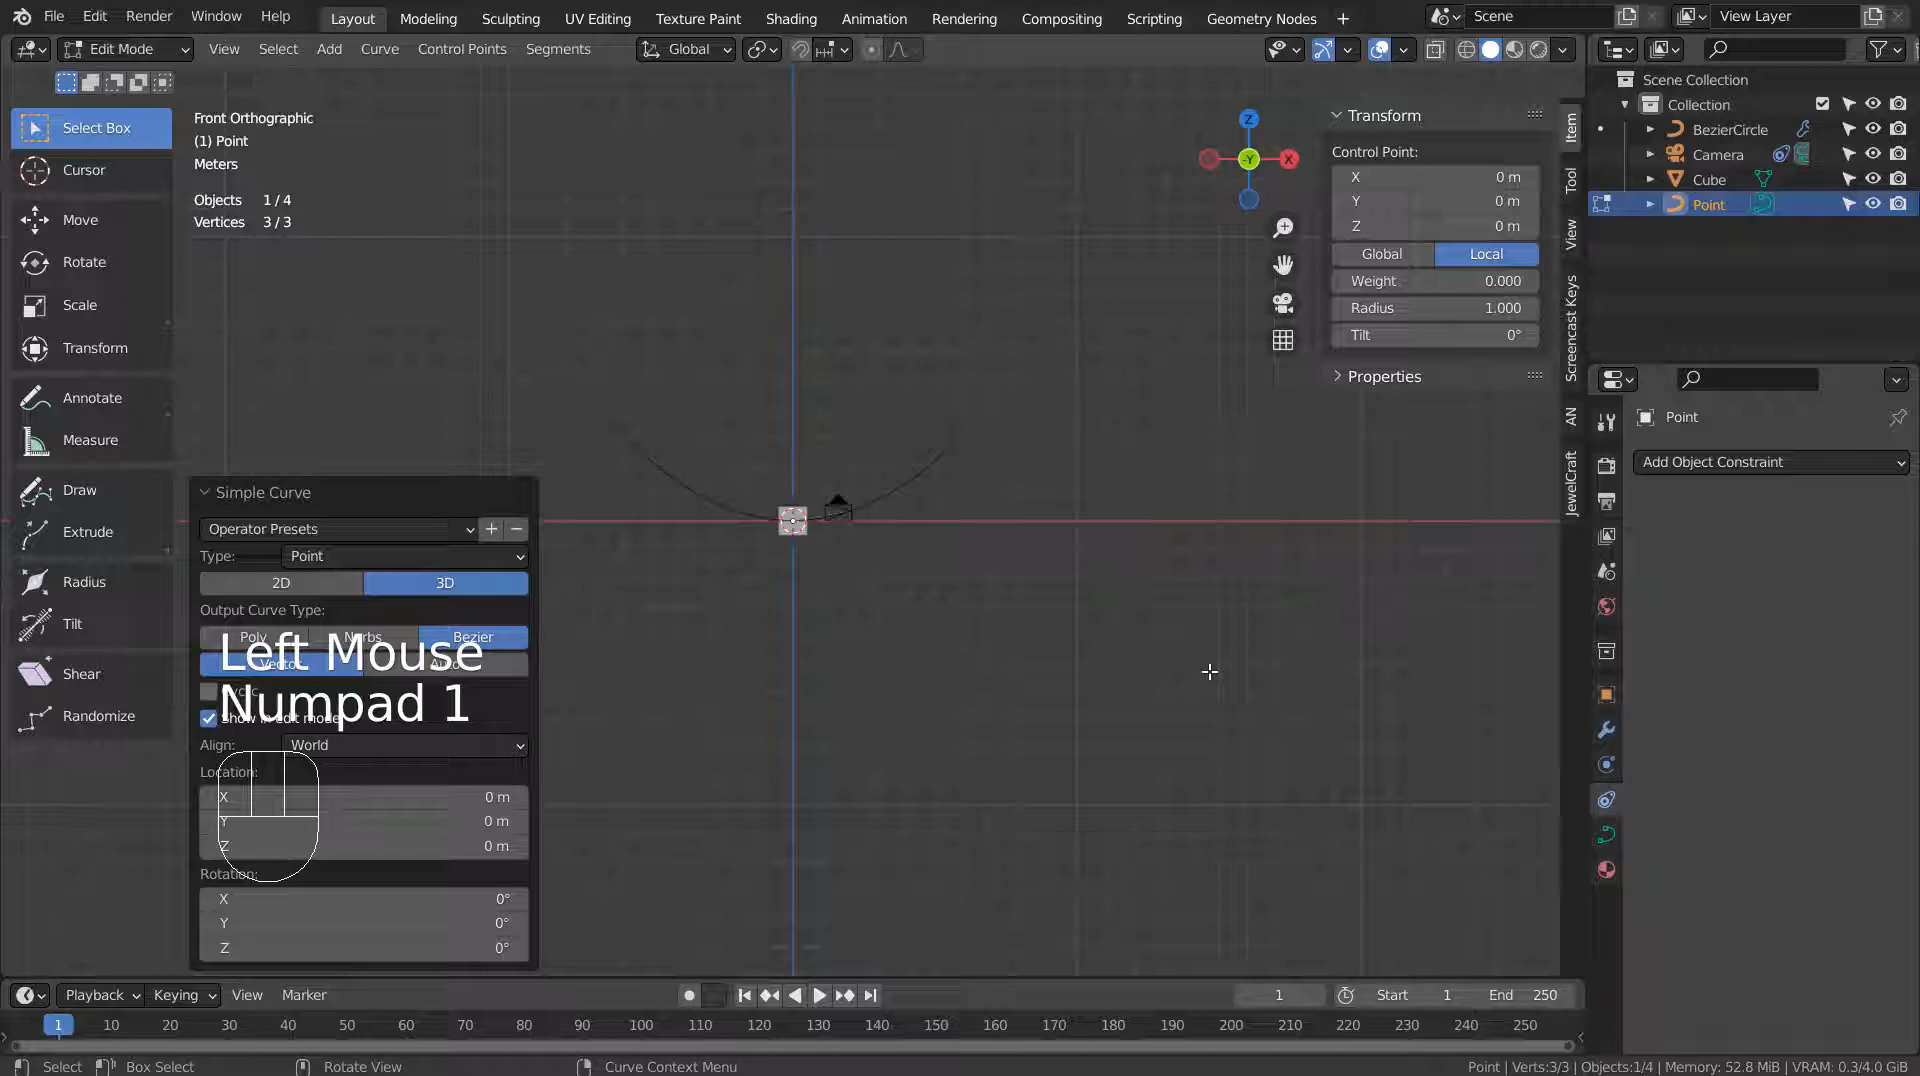 File Edit Render Window Help Layout Modeling Sculpting UV Editing Texture Paint Shading Animation Rendering Compositing Scripting Geometry Nodes + Scene View Layer
Edit Mode View Select Add Curve Control Points Segments Global
Scene Collection
Collection
BezierCircle
Camera
Cube
Point
Select Box
Cursor
Move
Rotate
Scale
Transform
Annotate
Measure
Draw
Extrude
Radius
Tilt
Shear
Randomize
Front Orthographic
(1) Point
Meters
Objects 1 / 4
Vertices 3 / 3
Z
-Y
X
Transform
Control Point:
X 0 m
Y 0 m
Z 0 m
Global Local
Weight 0.000
Radius 1.000
Tilt 0°
Properties
Item
Tool
View
Screencast Keys
AN
JewelCraft
Point
Add Object Constraint
Simple Curve
Operator Presets
Type: Point
2D 3D
Output Curve Type:
Poly Nurbs Bezier
Vector Auto
Cyclic
Show in edit mode
Left Mouse
Numpad 1
Align: World
Location:
X 0 m
Y 0 m
Z 0 m
Rotation:
X 0°
Y 0°
Z 0°
Playback Keying View Marker 1 Start 1 End 250
1 10 20 30 40 50 60 70 80 90 100 110 120 130 140 150 160 170 180 190 200 210 220 230 240 250
Select Box Select Rotate View Curve Context Menu Point | Verts:3/3 | Objects:1/4 | Memory: 52.8 MiB | VRAM: 0.3/4.0 GiB